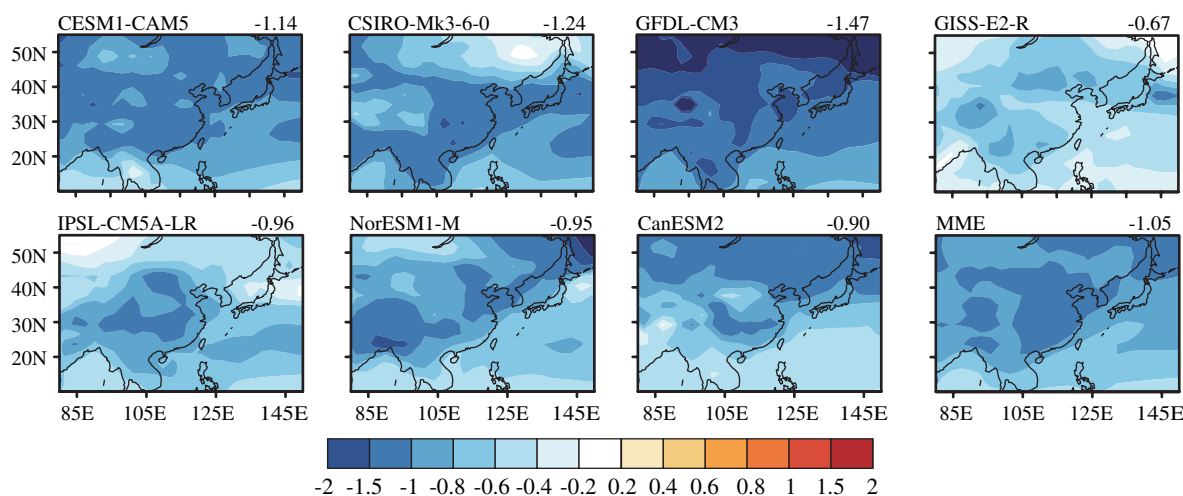 CESM1-CAM5 -1.14 CSIRO-Mk3-6-0 -1.24 GFDL-CM3 -1.47 GISS-E2-R -0.67
50N
40N
30N
20N
IPSL-CM5A-LR -0.96 NorESM1-M -0.95 CanESM2 -0.90 MME -1.05
50N
40N
30N
20N
85E 105E 125E 145E 85E 105E 125E 145E 85E 105E 125E 145E 85E 105E 125E 145E
-2 -1.5 -1 -0.8 -0.6 -0.4 -0.2 0.2 0.4 0.6 0.8 1 1.5 2